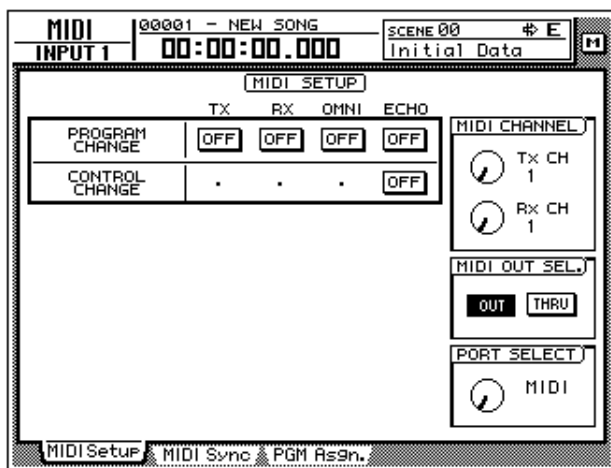 MIDI
INPUT 1
00001 - NEW SONG
00:00:00.000
SCENE 00 E
Initial Data
M
MIDI SETUP
TX RX OMNI ECHO
PROGRAM CHANGE OFF OFF OFF OFF
CONTROL CHANGE . . . OFF
MIDI CHANNEL
Tx CH
1
Rx CH
1
MIDI OUT SEL.
OUT THRU
PORT SELECT
MIDI
MIDI Setup MIDI Sync PGM Asgn.